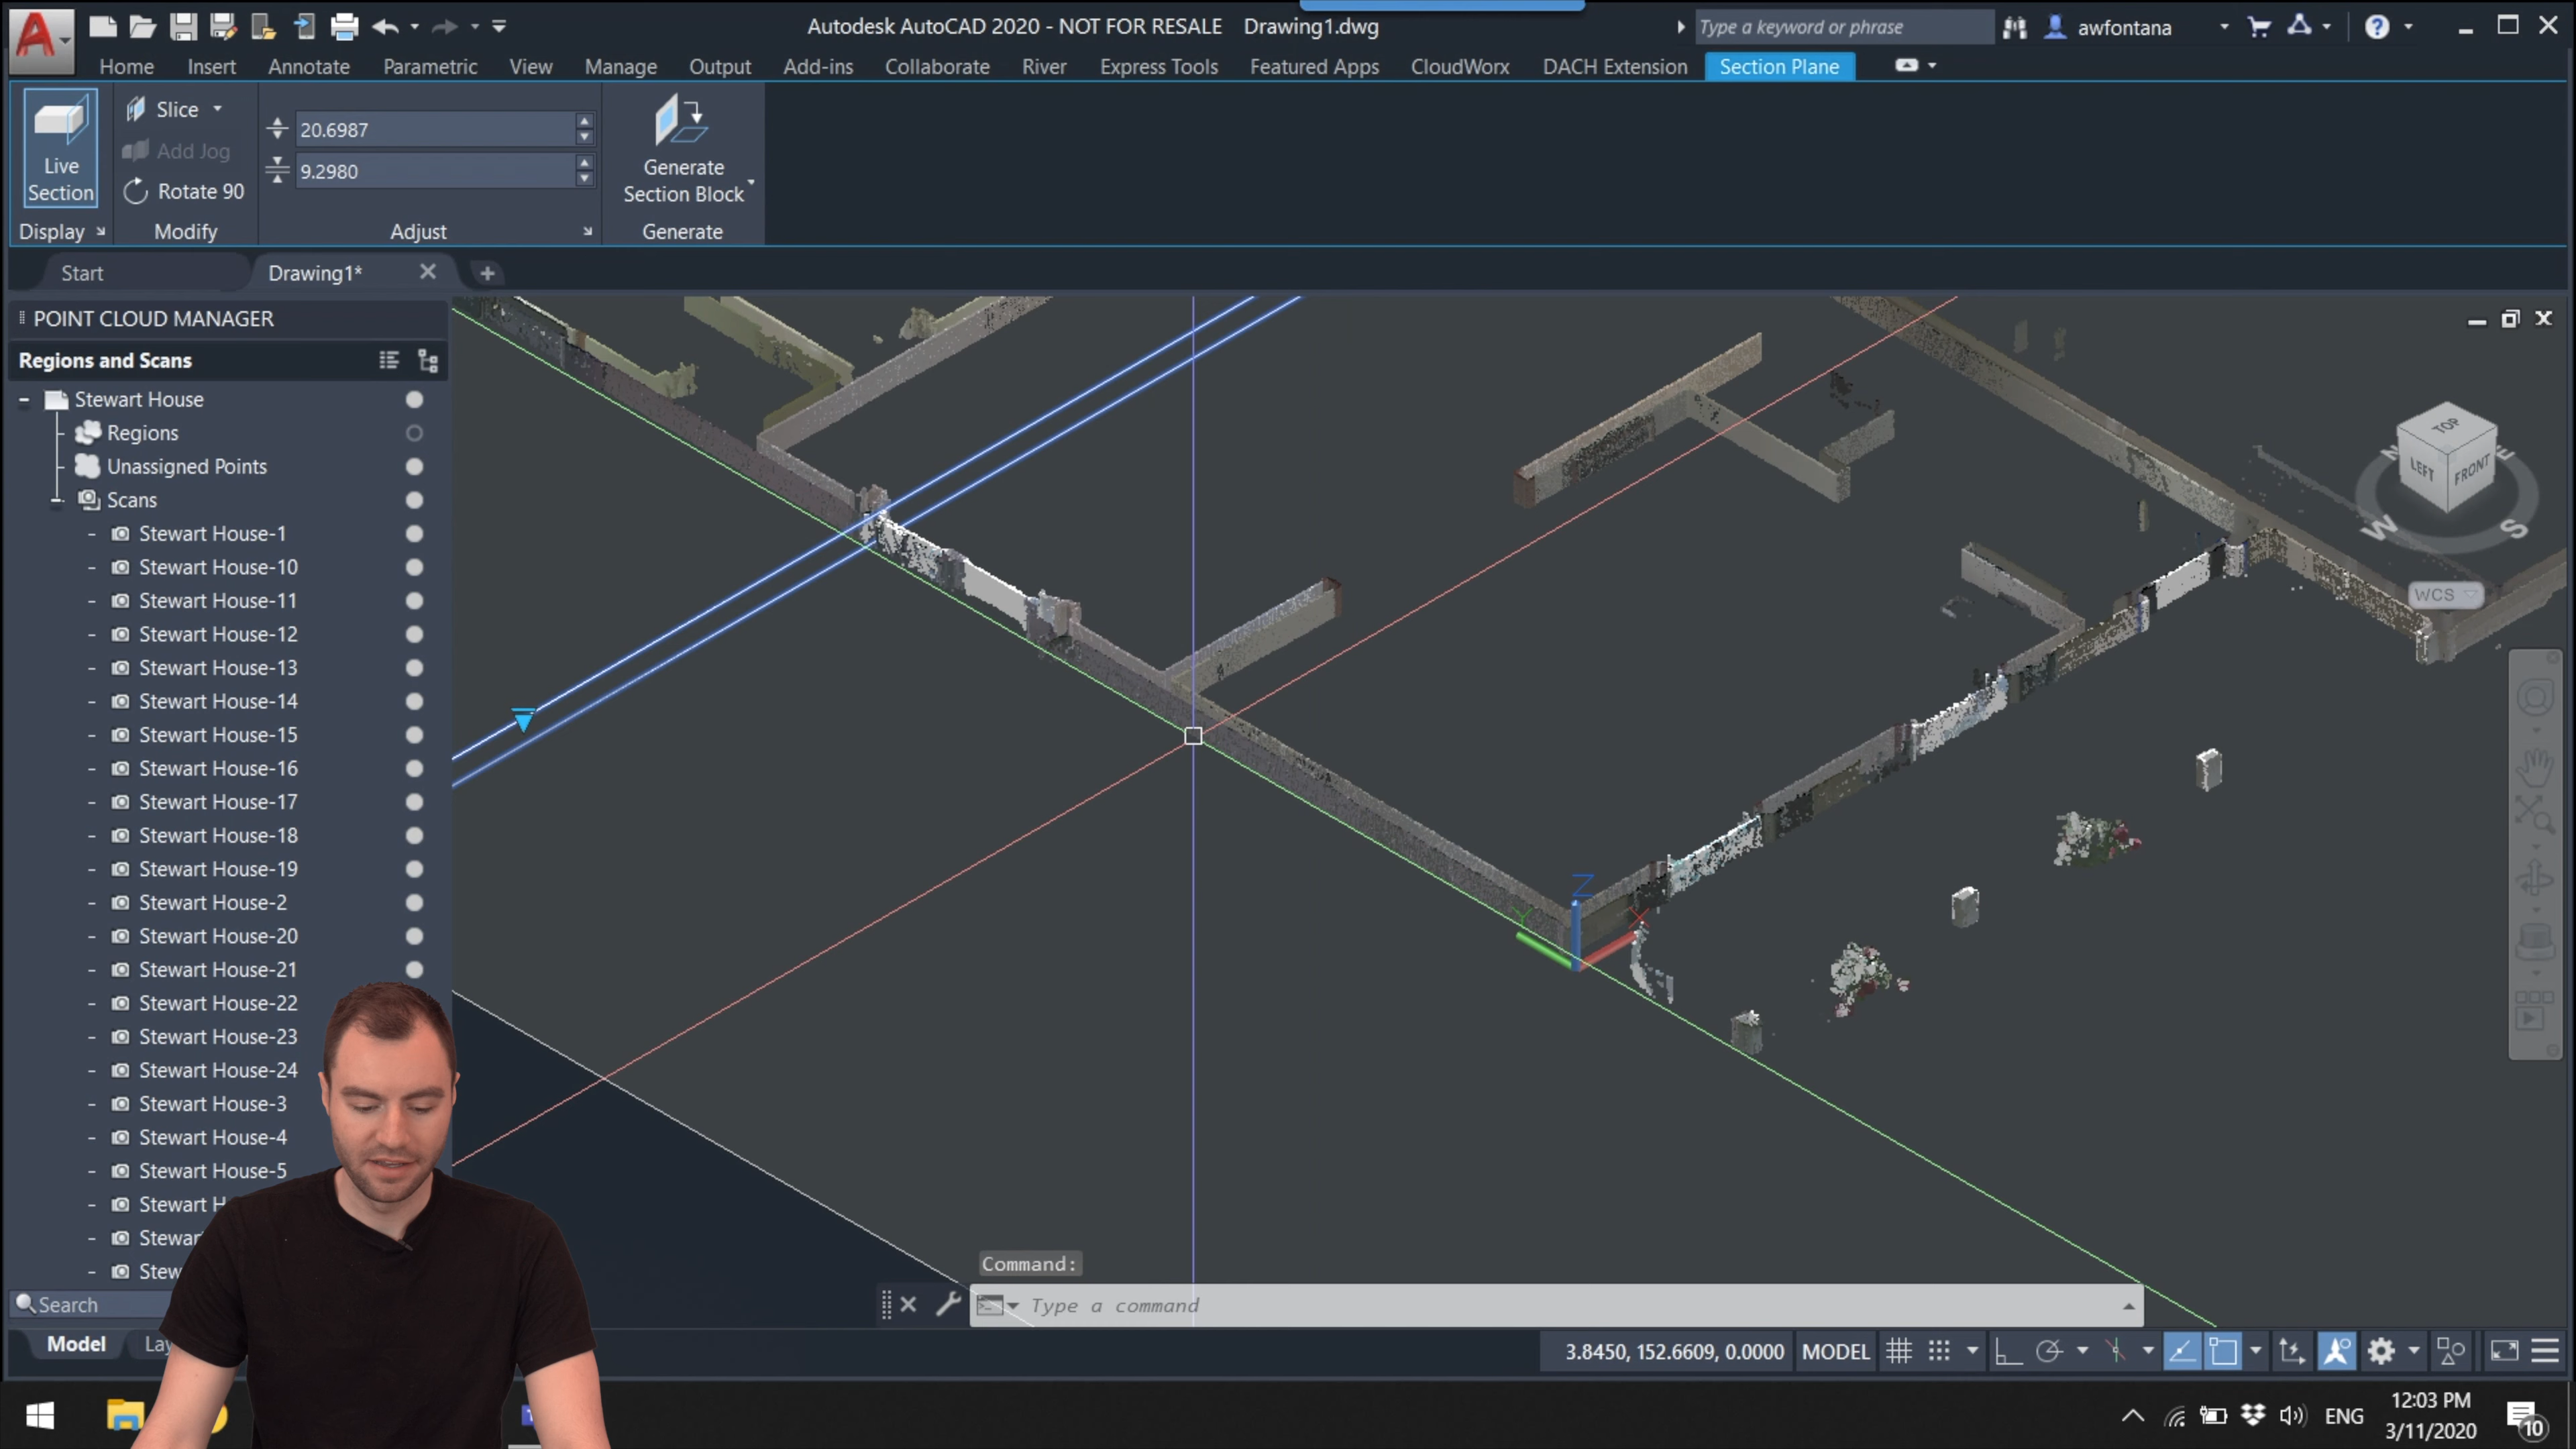 Autodesk AutoCAD 2020 - NOT FOR RESALE Drawing1.dwg
Type a keyword or phrase
awfontana
Home Insert Annotate Parametric View Manage Output Add-ins Collaborate River Express Tools Featured Apps CloudWorx DACH Extension Section Plane
Live
Section
Slice
Add Jog
Rotate 90
20.6987
9.2980
Generate
Section Block
Display Modify Adjust Generate
Start Drawing1*
POINT CLOUD MANAGER
Regions and Scans
Stewart House
Regions
Unassigned Points
Scans
Stewart House-1
Stewart House-10
Stewart House-11
Stewart House-12
Stewart House-13
Stewart House-14
Stewart House-15
Stewart House-16
Stewart House-17
Stewart House-18
Stewart House-19
Stewart House-2
Stewart House-20
Stewart House-21
Stewart House-22
Stewart House-23
Stewart House-24
Stewart House-3
Stewart House-4
Stewart House-5
Stewart H
Stewar
Stew
Search
Model Lay
TOP
LEFT FRONT
N E
W S
WCS
Z
Y X
Command:
Type a command
3.8450, 152.6609, 0.0000 MODEL
ENG
12:03 PM
3/11/2020
10